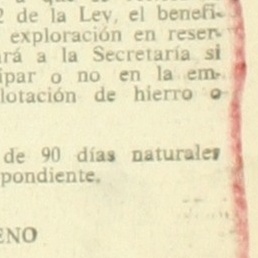 2 de la Ley, el benefi-
exploración en reser-
ará a la Secretaría si
ipar o no en la em-
lotación de hierro o
de 90 días naturales
pondiente.
ENO